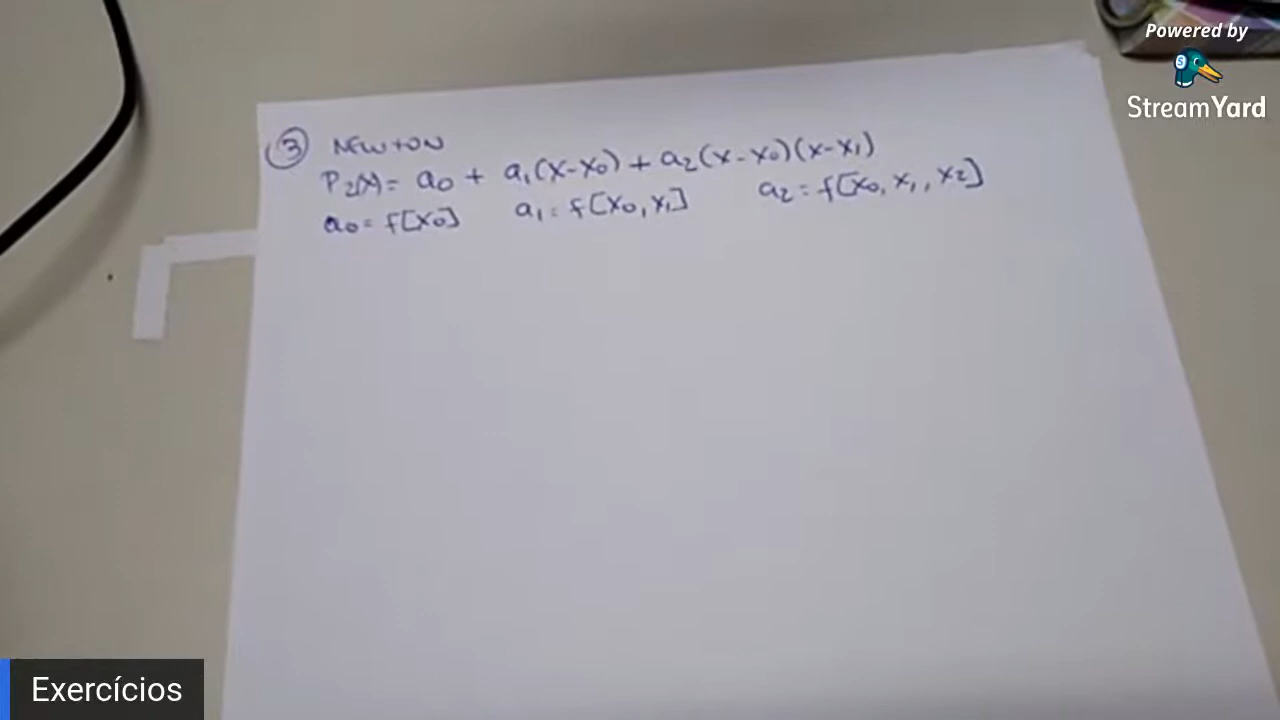 Powered by
StreamYard
③ NEWTON
P₂(x) = a₀ + a₁(x-x₀) + a₂(x-x₀)(x-x₁)
a₀ = f[x₀] a₁ = f[x₀, x₁] a₂ = f[x₀, x₁, x₂]
Exercícios